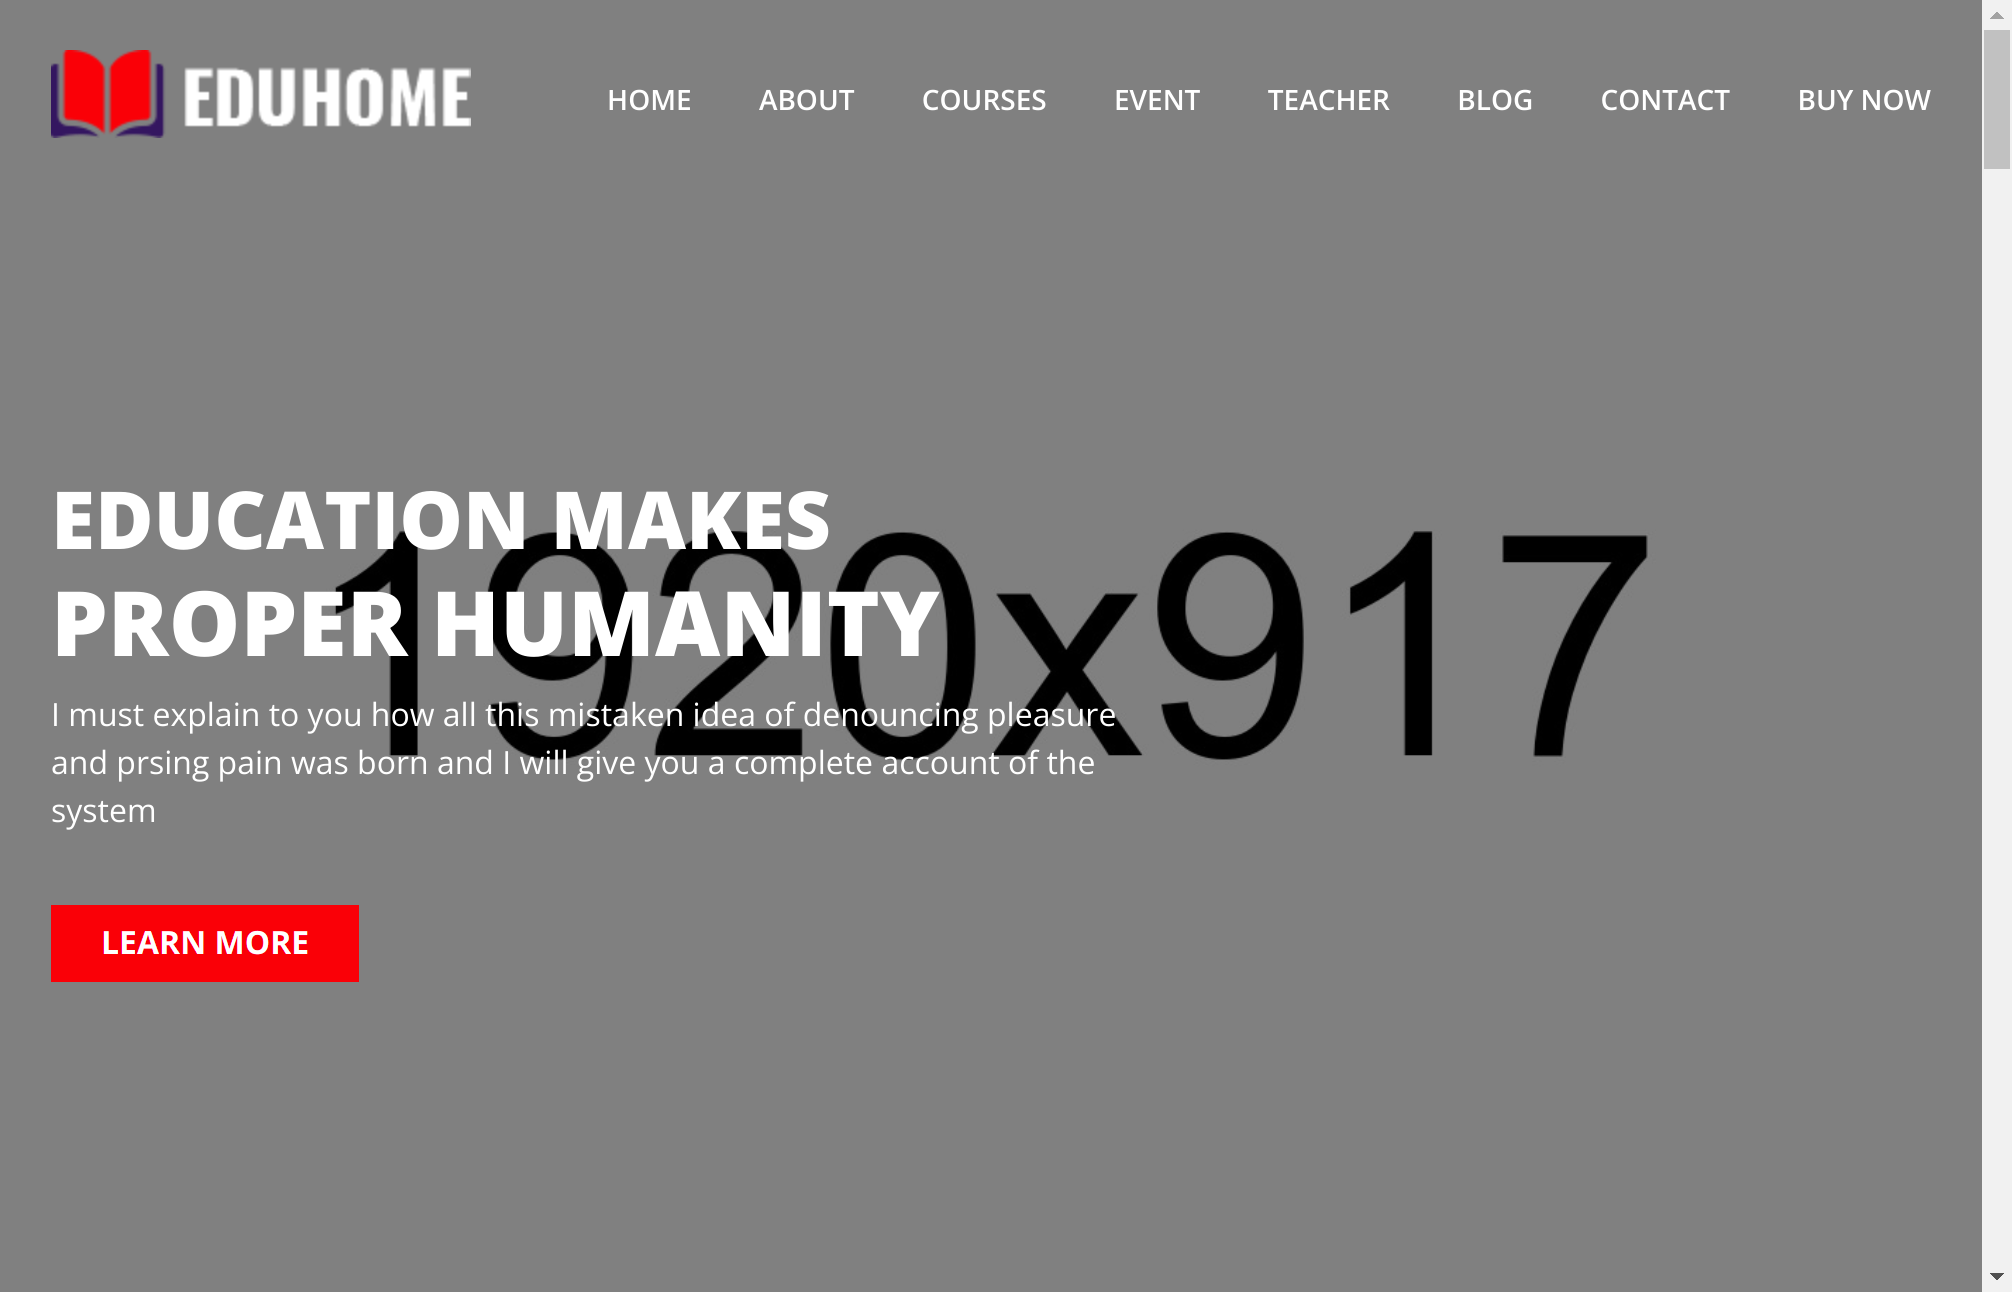 EDUHOME
HOME ABOUT COURSES EVENT TEACHER BLOG CONTACT BUY NOW
EDUCATION MAKES
PROPER HUMANITY
1920x917
I must explain to you how all this mistaken idea of denouncing pleasure
and prsing pain was born and I will give you a complete account of the
system
LEARN MORE